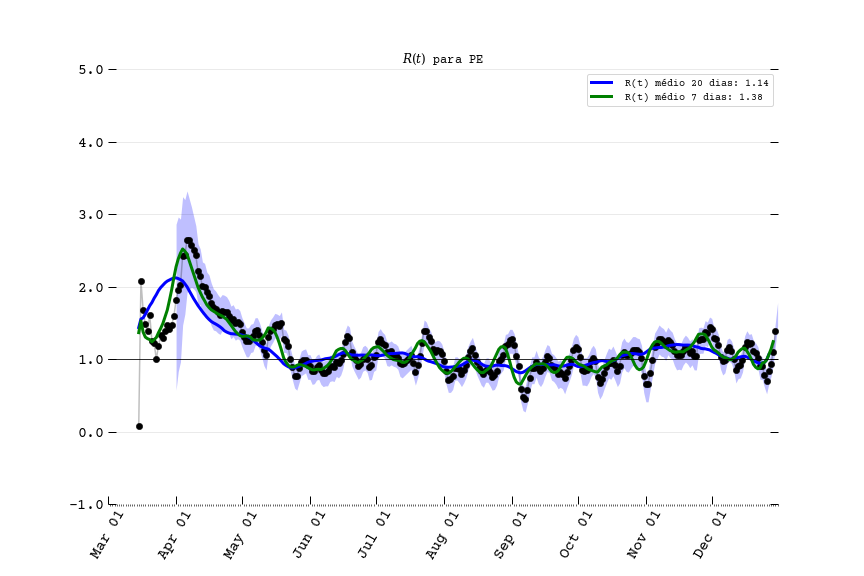 R(t) para PE
R(t) médio 20 dias: 1.14
R(t) médio 7 dias: 1.38
5.0
4.0
3.0
2.0
1.0
0.0
-1.0
Mar 01
Apr 01
May 01
Jun 01
Jul 01
Aug 01
Sep 01
Oct 01
Nov 01
Dec 01